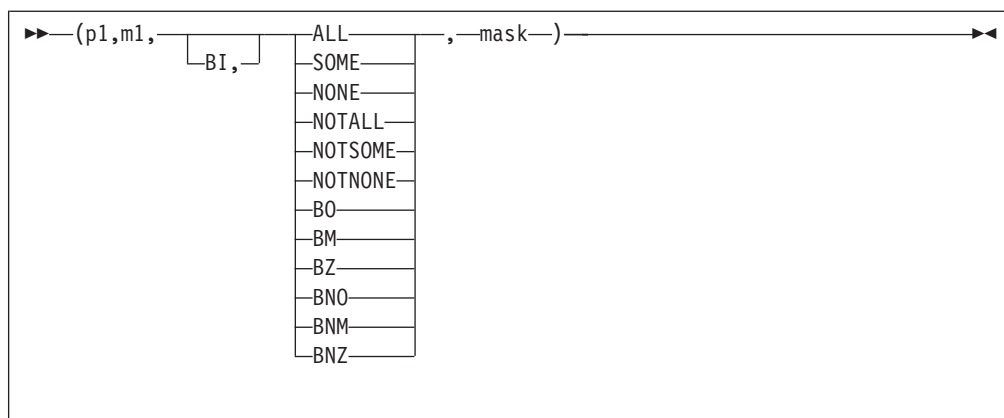 (p1,m1, ALL , mask )
BI, SOME
NONE
NOTALL
NOTSOME
NOTNONE
BO
BM
BZ
BNO
BNM
BNZ